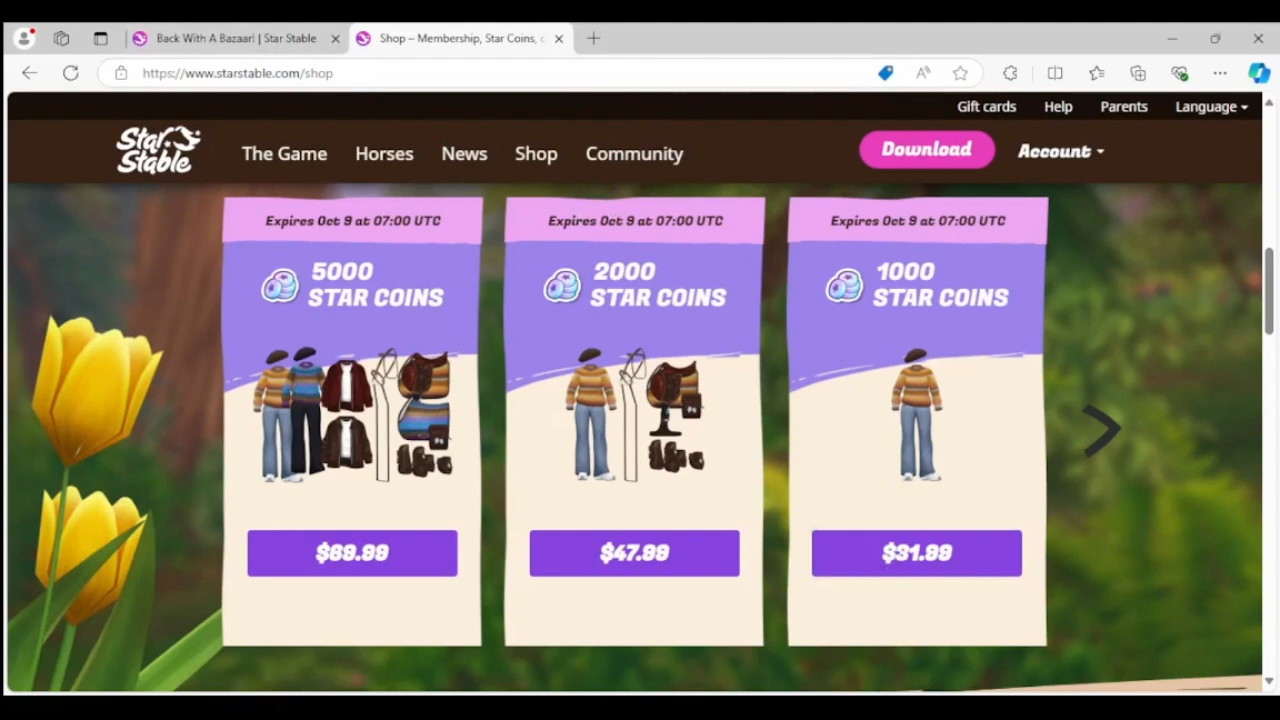 Back With A Bazaar! | Star Stable
Shop – Membership, Star Coins, c
https://www.starstable.com/shop
Gift cards
Help
Parents
Language
Star Stable
The Game
Horses
News
Shop
Community
Download
Account
Expires Oct 9 at 07:00 UTC
5000
STAR COINS
$69.99
Expires Oct 9 at 07:00 UTC
2000
STAR COINS
$47.99
Expires Oct 9 at 07:00 UTC
1000
STAR COINS
$31.99